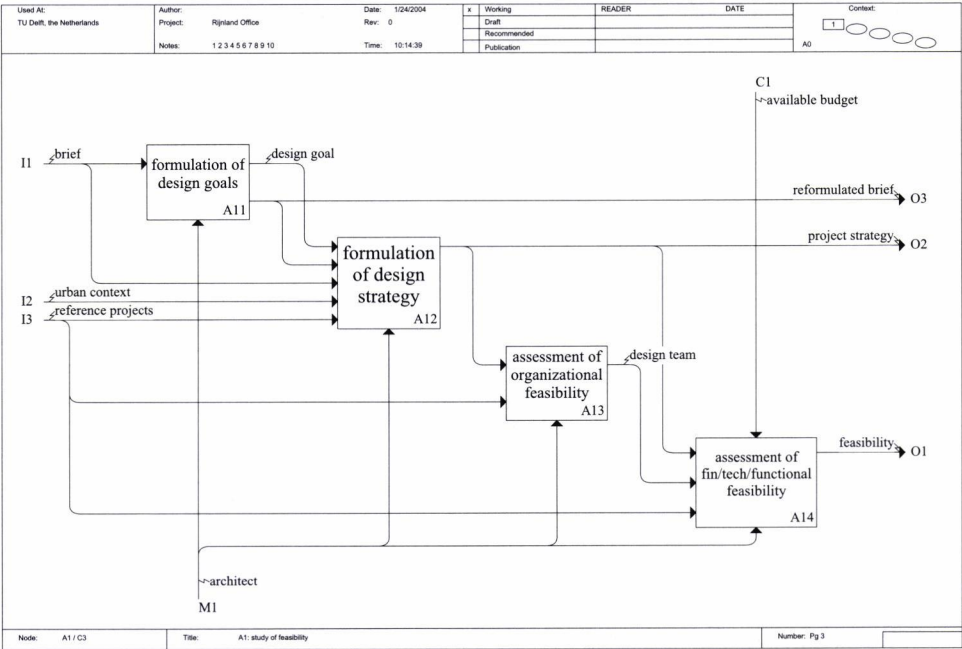 Used At:
TU Delft, the Netherlands
Author:
Project: Rijnland Office
Notes: 1 2 3 4 5 6 7 8 9 10
Date: 1/24/2004
Rev: 0
Time: 10:14:39
x Working
Draft
Recommended
Publication
READER DATE
Context:
1
A0
C1
available budget
I1 brief
formulation of
design goals
A11
design goal
reformulated brief O3
project strategy O2
formulation
of design
strategy
A12
I2 urban context
I3 reference projects
assessment of
organizational
feasibility
A13
design team
assessment of
fin/tech/functional
feasibility
A14
feasibility O1
architect
M1
Node: A1 / C3
Title: A1: study of feasibility
Number: Pg 3